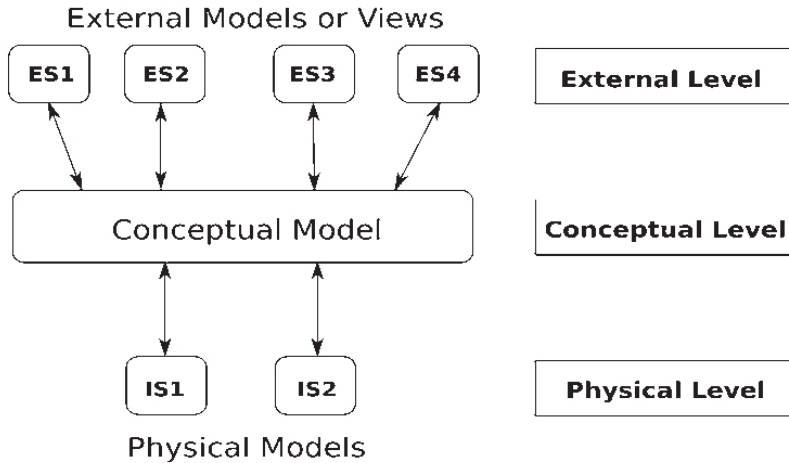 External Models or Views
ES1 ES2 ES3 ES4 External Level
Conceptual Model Conceptual Level
IS1 IS2 Physical Level
Physical Models